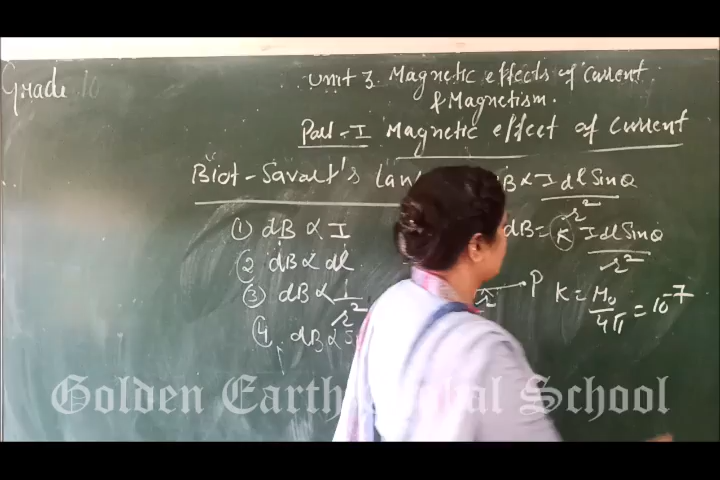 Grade 10
Unit 3. Magnetic effects of Current
& Magnetism.
Part - I Magnetic effect of Current
Biot - Savart's Law
B ∝ I dl Sinθ
r²
(1) dB ∝ I
dB = K I dl Sinθ
r²
(2) dB ∝ dl
(3) dB ∝ 1
r²
r P
K = μ₀ = 10⁻⁷
4π
(4) dB ∝ S
Golden Earth Global School